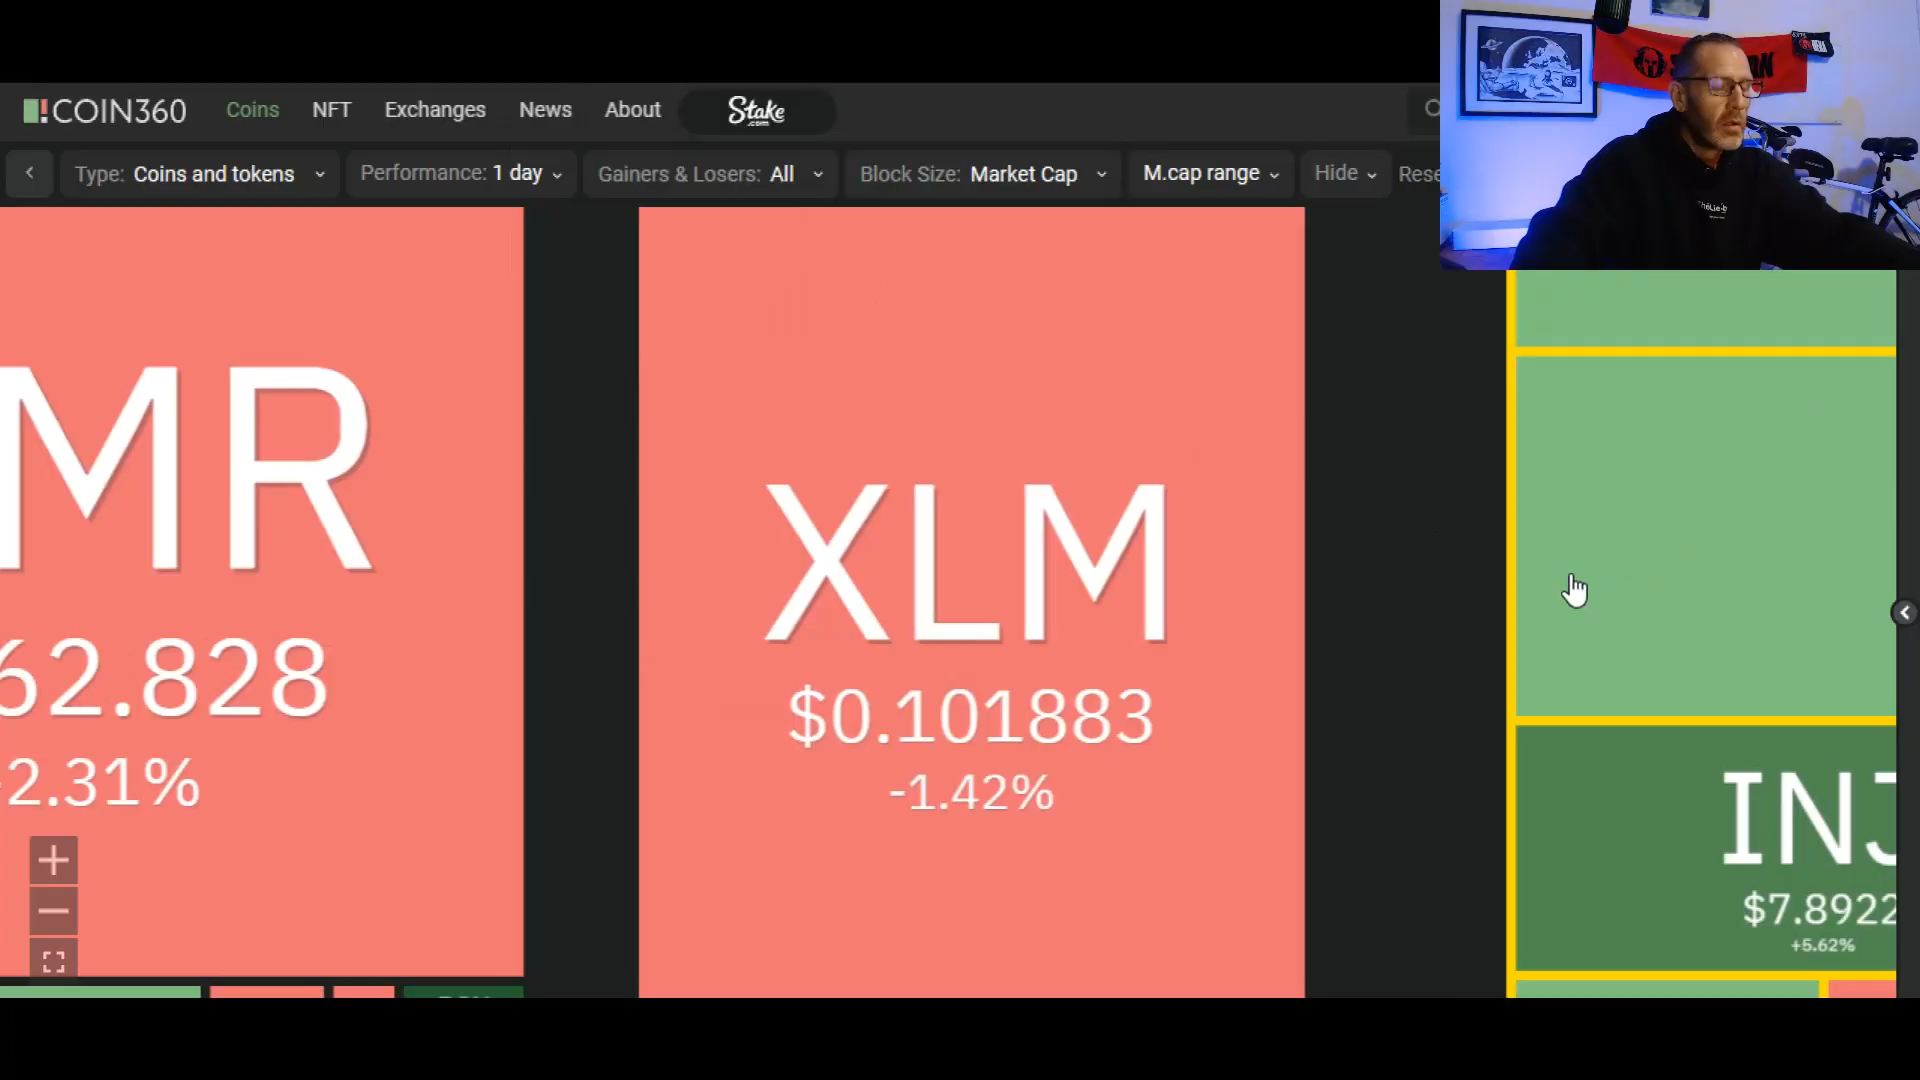 COIN360 Coins NFT Exchanges News About Stake .com
Type: Coins and tokens Performance: 1 day Gainers & Losers: All Block Size: Market Cap M.cap range Hide Rese
MR
62.828
-2.31%
XLM
$0.101883
-1.42%
INJ
$7.8922
+5.62%